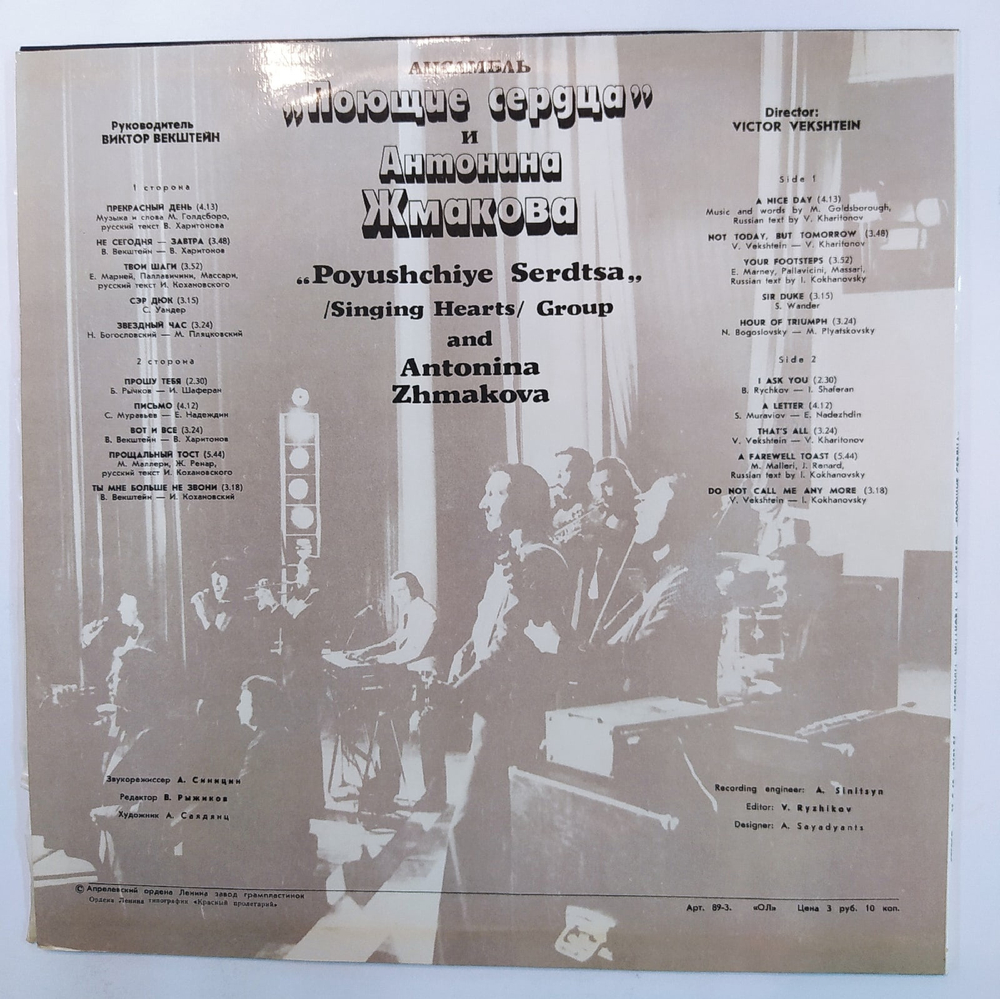 АНСАМБЛЬ
„Поющие сердца”
и
Антонина
Жмакова
„Poyushchiye Serdtsa„
/Singing Hearts/ Group
and
Antonina
Zhmakova
Руководитель
ВИКТОР ВЕКШТЕЙН
1 сторона
ПРЕКРАСНЫЙ ДЕНЬ (4.13)
Музыка и слова М. Голдсборо,
русский текст В. Харитонова
НЕ СЕГОДНЯ — ЗАВТРА (3.48)
В. Векштейн — В. Харитонов
ТВОИ ШАГИ (3.52)
Е. Марней, Паллавичини, Массари,
русский текст И. Кохановского
СЭР ДЮК (3.15)
С. Уандер
ЗВЕЗДНЫЙ ЧАС (3.24)
Н. Богословский — М. Пляцковский
2 сторона
ПРОШУ ТЕБЯ (2.30)
Б. Рычков — И. Шаферан
ПИСЬМО (4.12)
С. Муравьев — Е. Надеждин
ВОТ И ВСЕ (3.24)
В. Векштейн — В. Харитонов
ПРОЩАЛЬНЫЙ ТОСТ (5.44)
М. Маллери, Ж. Ренар,
русский текст И. Кохановского
ТЫ МНЕ БОЛЬШЕ НЕ ЗВОНИ (3.18)
В. Векштейн — И. Кохановский
Director:
VICTOR VEKSHTEIN
Side 1
A NICE DAY (4.13)
Music and words by M. Goldsborough,
Russian text by V. Kharitonov
NOT TODAY, BUT TOMORROW (3.48)
V. Vekshtein — V. Kharitonov
YOUR FOOTSTEPS (3.52)
E. Marney, Pallavicini, Massari,
Russian text by I. Kokhanovsky
SIR DUKE (3.15)
S. Wander
HOUR OF TRIUMPH (3.24)
N. Bogoslovsky — M. Plyatskovsky
Side 2
I ASK YOU (2.30)
B. Rychkov — I. Shaferan
A LETTER (4.12)
S. Muraviov — E. Nadezhdin
THAT'S ALL (3.24)
V. Vekshtein — V. Kharitonov
A FAREWELL TOAST (5.44)
M. Malleri, J. Renard,
Russian text by I. Kokhanovsky
DO NOT CALL ME ANY MORE (3.18)
V. Vekshtein — I. Kokhanovsky
Звукорежиссер А. Синицин
Редактор В. Рыжиков
Художник А. Саядянц
Recording engineer: A. Sinitsyn
Editor: V. Ryzhikov
Designer: A. Sayadyants
© Апрелевский ордена Ленина завод грампластинок
Ордена Ленина типография «Красный пролетарий»
Арт. 89-3. «ОЛ» Цена 3 руб. 10 коп.